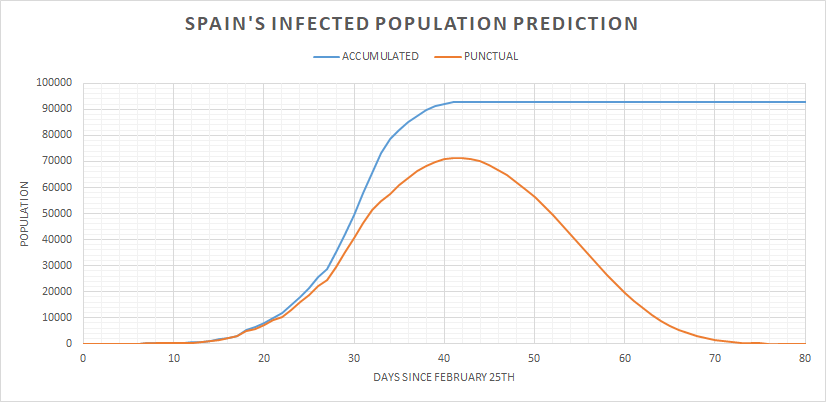 SPAIN'S INFECTED POPULATION PREDICTION
ACCUMULATED PUNCTUAL
100000
90000
80000
70000
60000
50000
40000
30000
20000
10000
0
POPULATION
0 10 20 30 40 50 60 70 80
DAYS SINCE FEBRUARY 25TH